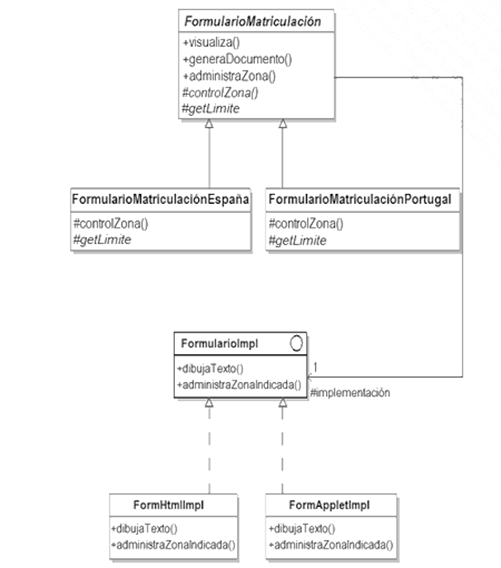 FormularioMatriculación
+visualiza()
+generaDocumento()
+administraZona()
#controlZona()
#getLimite
FormularioMatriculaciónEspaña
#controlZona()
#getLimite
FormularioMatriculaciónPortugal
#controlZona()
#getLimite
FormularioImpl
+dibujaTexto()
+administraZonaIndicada()
1
#implementación
FormHtmlImpl
+dibujaTexto()
+administraZonaIndicada()
FormAppletImpl
+dibujaTexto()
+administraZonaIndicada()